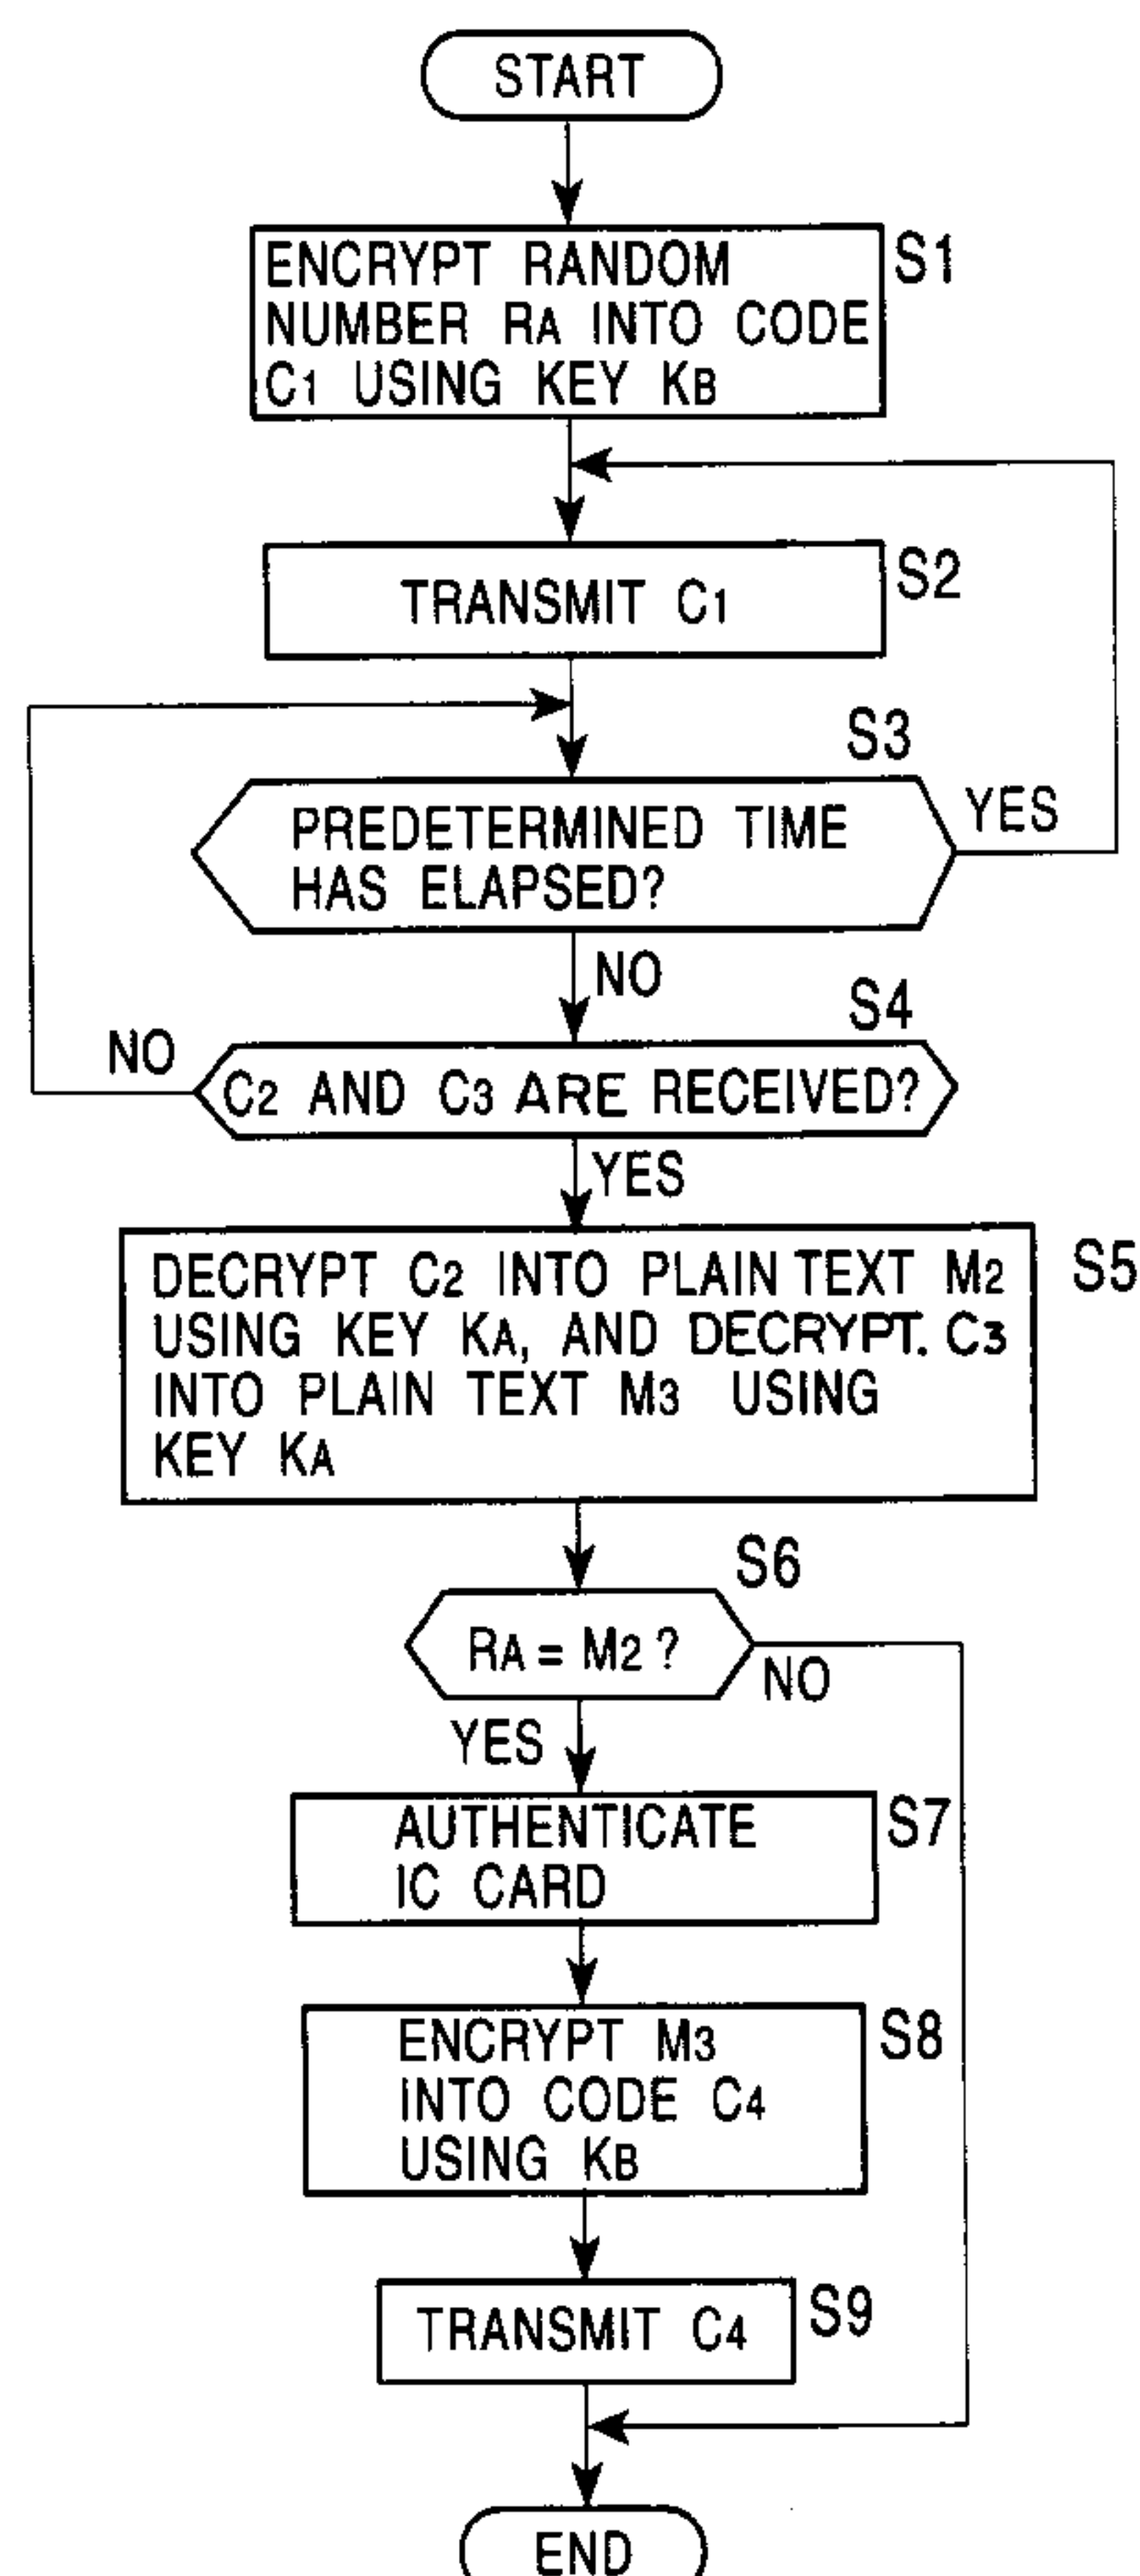 START
ENCRYPT RANDOM
NUMBER RA INTO CODE
C1 USING KEY KB
S1
TRANSMIT C1
S2
S3
PREDETERMINED TIME
HAS ELAPSED?
YES
NO
S4
NO
C2 AND C3 ARE RECEIVED?
YES
DECRYPT C2 INTO PLAIN TEXT M2
USING KEY KA, AND DECRYPT. C3
INTO PLAIN TEXT M3 USING
KEY KA
S5
S6
RA = M2 ?
NO
YES
AUTHENTICATE
IC CARD
S7
ENCRYPT M3
INTO CODE C4
USING KB
S8
TRANSMIT C4
S9
END